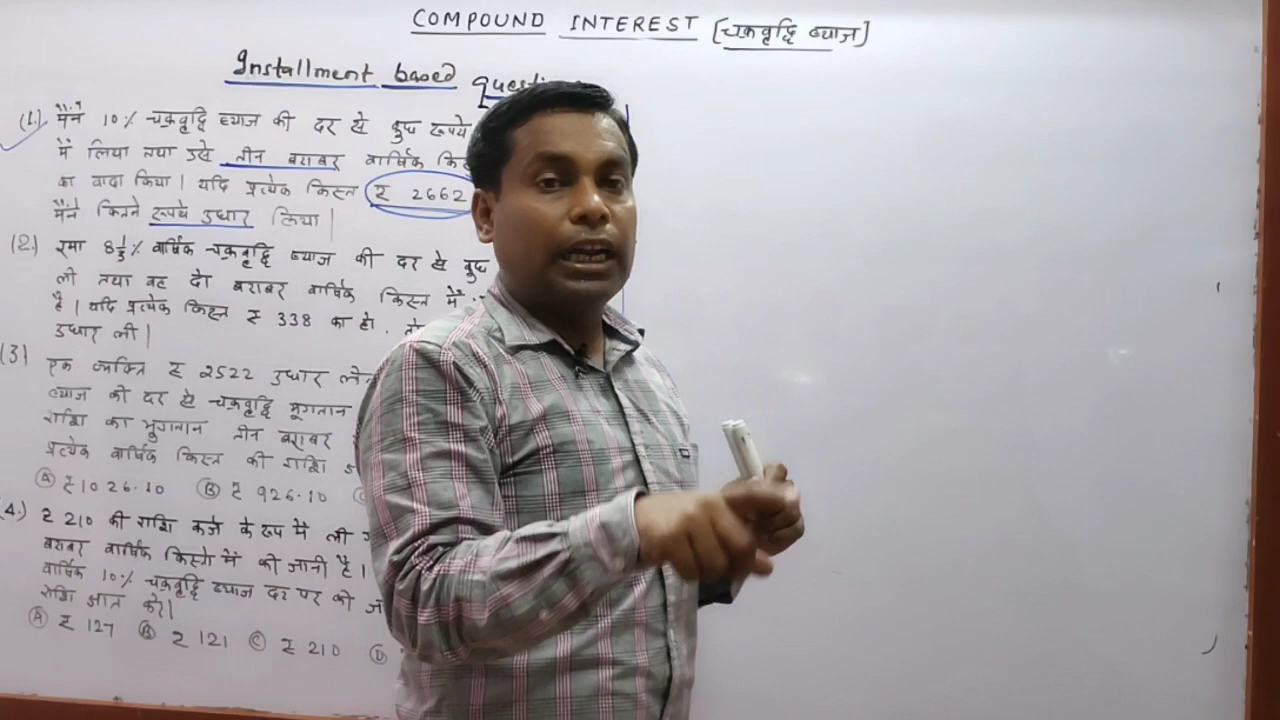 COMPOUND INTEREST [चक्रवृद्धि ब्याज]
Installment based
(1.) मैंने 10% चक्रवृद्धि ब्याज की दर से कुछ रूपये
में लिया तथा उसे तीन बराबर वार्षिक
का वादा किया। यदि प्रत्येक किस्त ₹ 2662
मैंने कितने रूपये उधार लिया।
(2.) रमा 8 1/3% वार्षिक चक्रवृद्धि ब्याज की दर से कुछ
ली तथा वह दो बराबर वार्षिक किस्त में
है। यदि प्रत्येक किस्त ₹ 338 का हो,
उधार ली।
(3) एक व्यक्ति ₹ 2522 उधार
ब्याज की दर से चक्रवृद्धि भूगतान
राशि का भुगतान तीन बराबर
प्रत्येक वार्षिक किस्त की राशि
(A) ₹1026.10 (B) ₹ 926.10
(4.) ₹ 210 की राशि कर्ज के रूप में ली
बराबर वार्षिक किस्तो में की जानी है।
वार्षिक 10% चक्रवृद्धि ब्याज दर पर की
राशि ज्ञात करे।
(A) ₹ 127 (B) ₹ 121 (C) ₹ 210 (D)